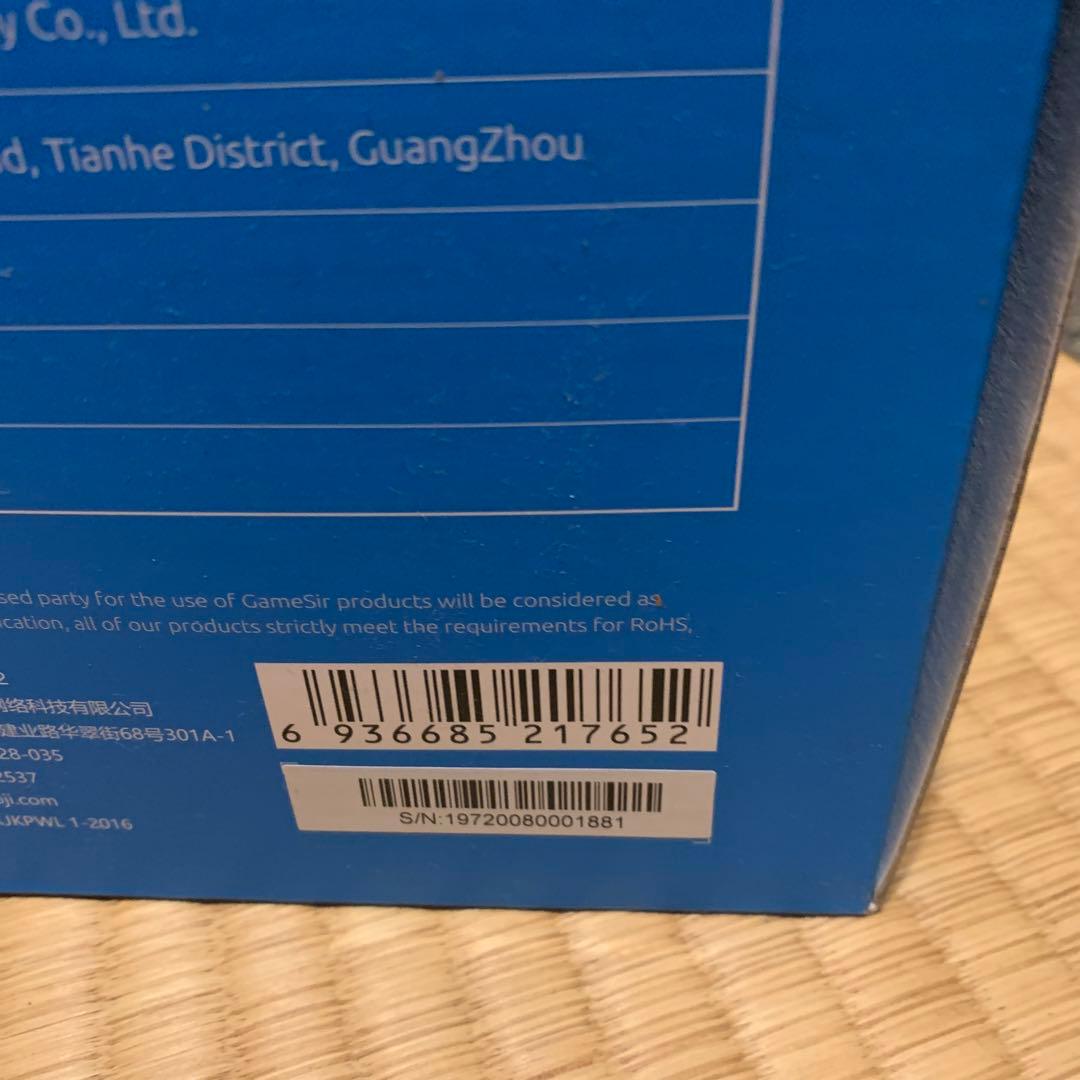 y Co., Ltd.
d, Tianhe District, GuangZhou
sed party for the use of GameSir products will be considered as
ication, all of our products strictly meet the requirements for RoHS,
2
网络科技有限公司
建业路华翠街68号301A-1
28-035
2537
ji.com
JKPWL 1-2016
6 936685 217652
S/N:19720080001881